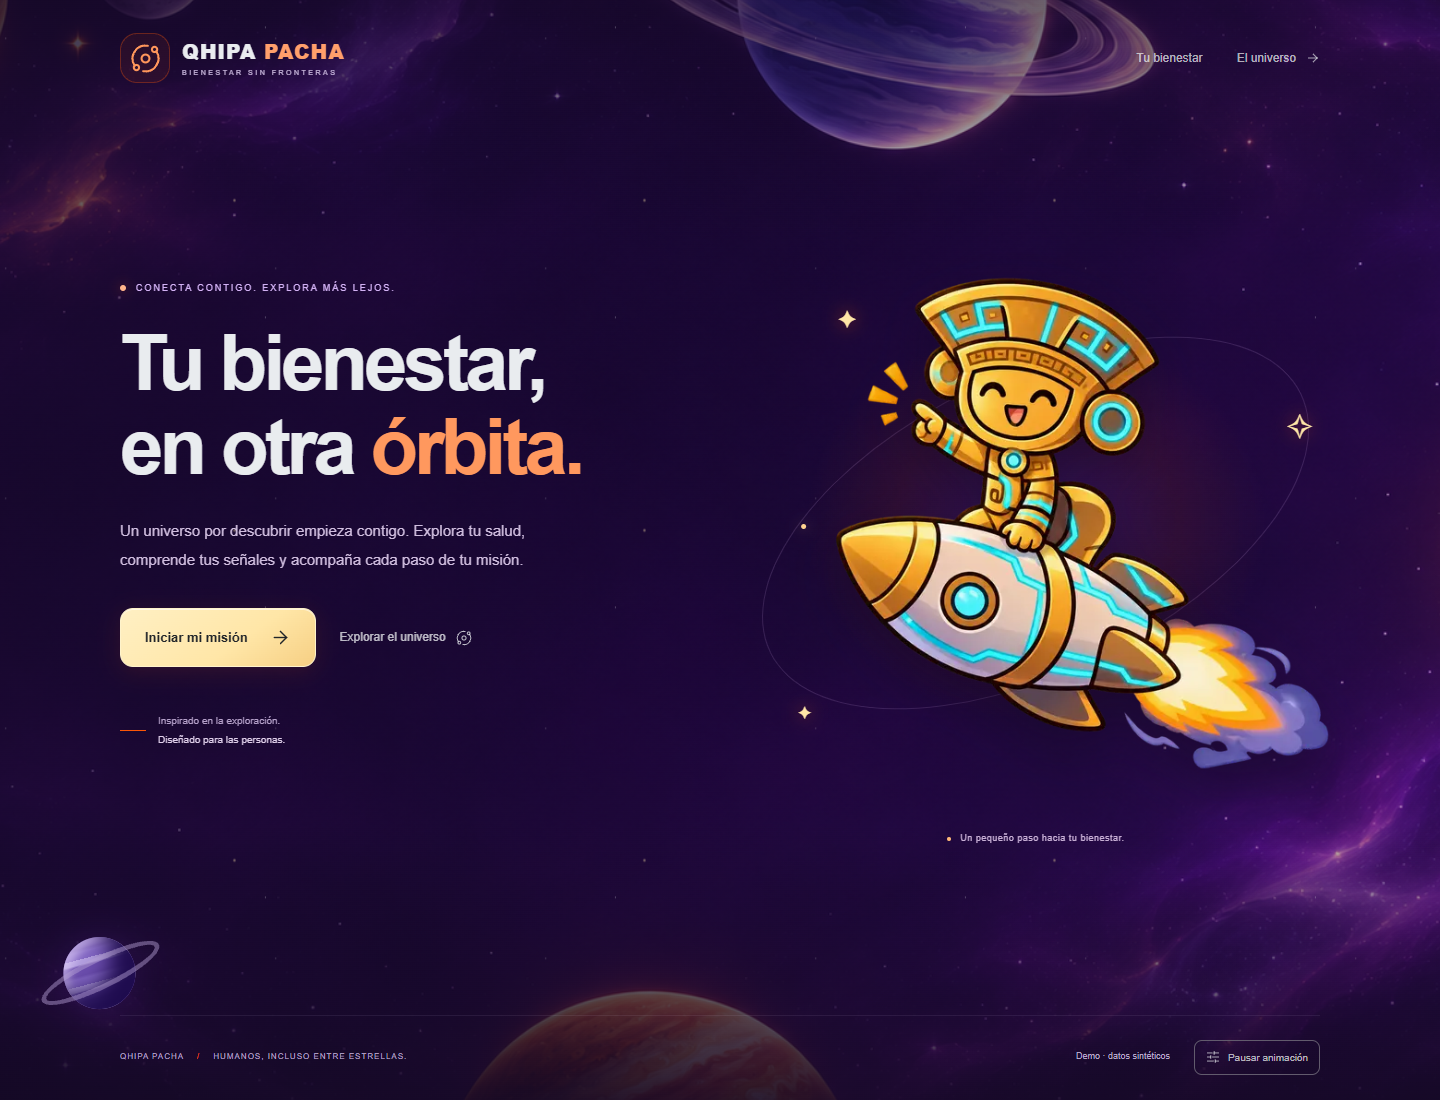 QHIPA PACHA
BIENESTAR SIN FRONTERAS
Tu bienestar
El universo
CONECTA CONTIGO. EXPLORA MÁS LEJOS.
Tu bienestar,
en otra órbita.
Un universo por descubrir empieza contigo. Explora tu salud,
comprende tus señales y acompaña cada paso de tu misión.
Iniciar mi misión
Explorar el universo
Inspirado en la exploración.
Diseñado para las personas.
Un pequeño paso hacia tu bienestar.
QHIPA PACHA / HUMANOS, INCLUSO ENTRE ESTRELLAS.
Demo · datos sintéticos
Pausar animación